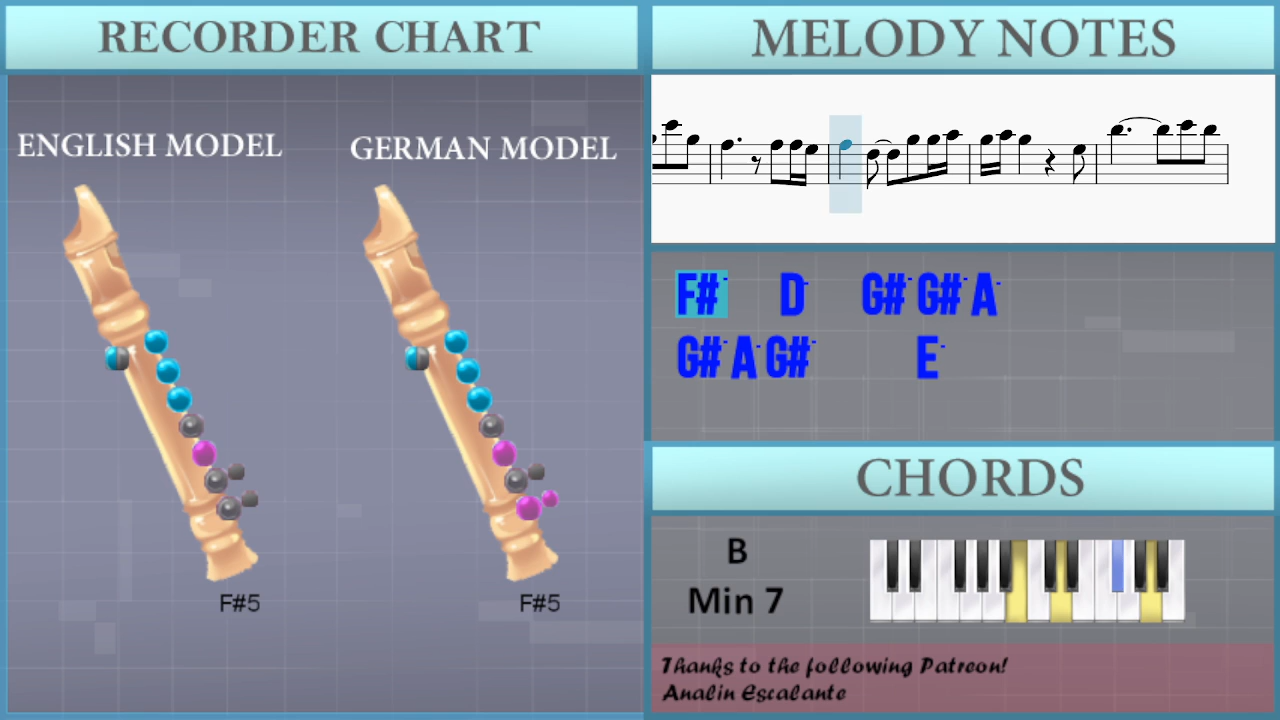 RECORDER CHART
ENGLISH MODEL
GERMAN MODEL
F#5
F#5
MELODY NOTES
F#- D- G#- G#- A-
G#- A- G#- E-
CHORDS
B
Min 7
Thanks to the following Patreon!
Analin Escalante